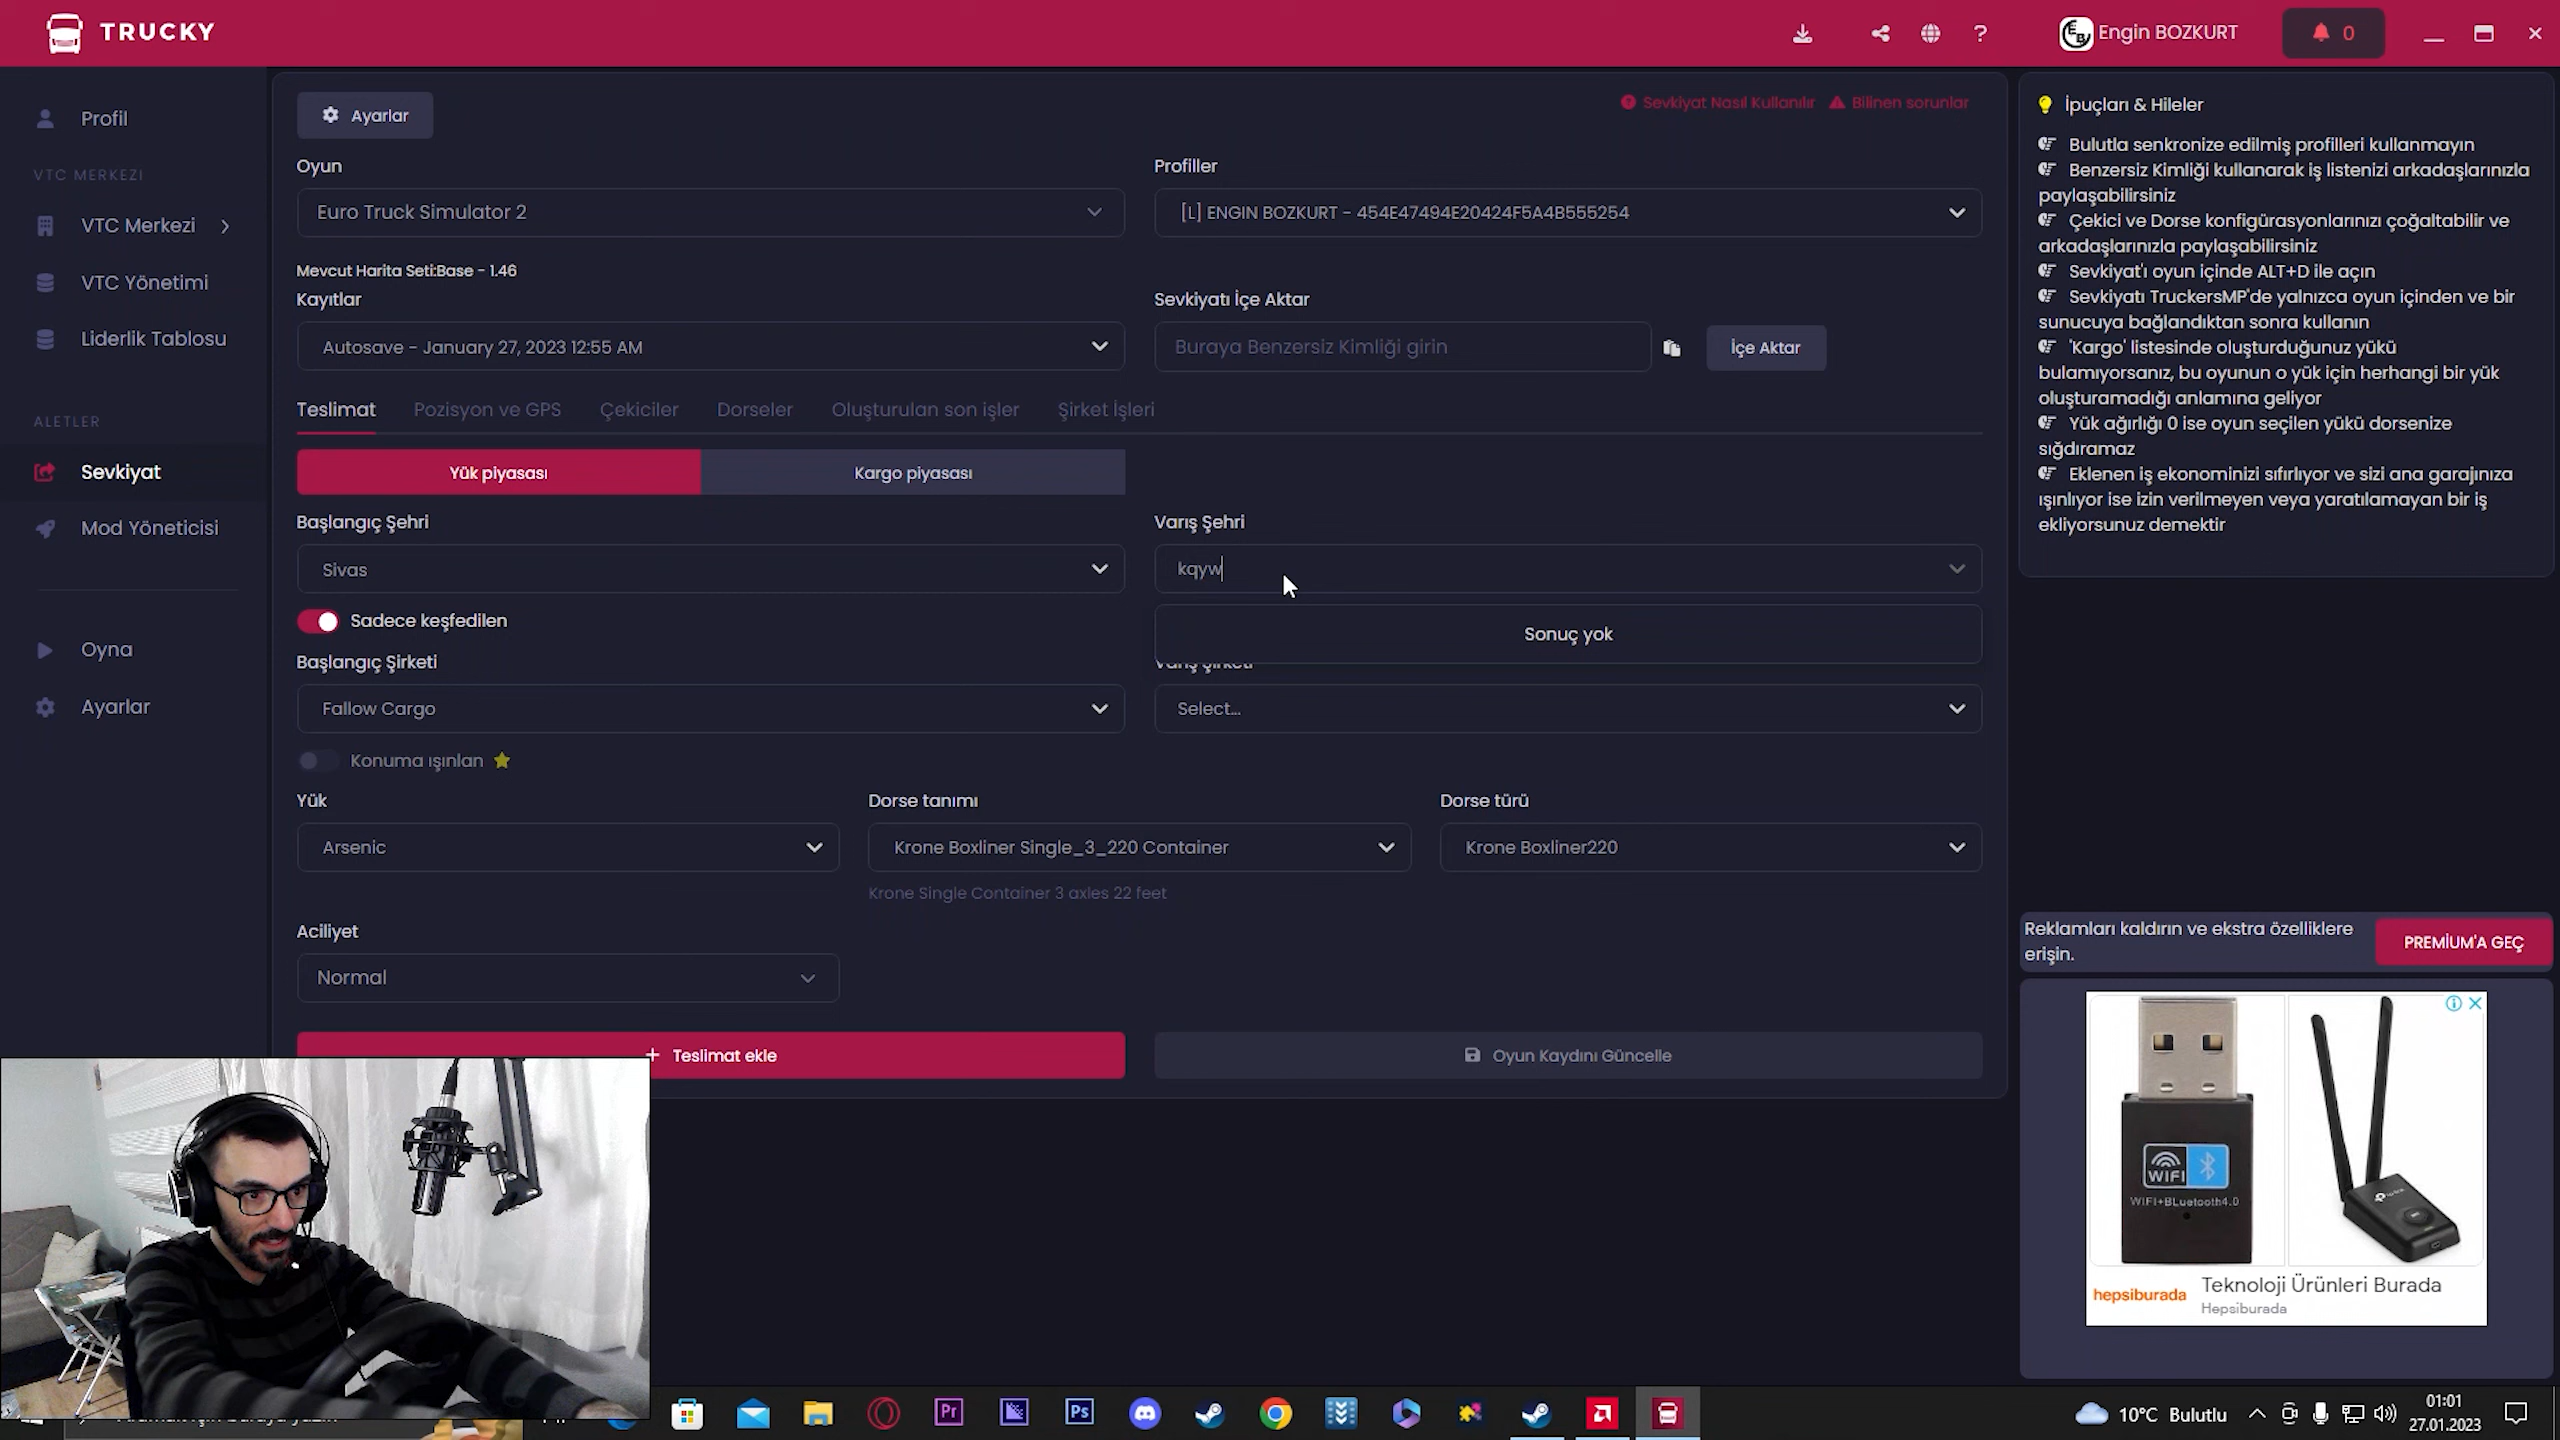 TRUCKY
Engin BOZKURT
0
Profil
VTC MERKEZI
VTC Merkezi
VTC Yönetimi
Liderlik Tablosu
ALETLER
Sevkiyat
Mod Yöneticisi
Oyna
Ayarlar
Ayarlar
Sevkiyat Nasıl Kullanılır
Bilinen sorunlar
Oyun
Profiller
Euro Truck Simulator 2
[L] ENGIN BOZKURT - 454E47494E20424F5A4B555254
Mevcut Harita Seti:Base - 1.46
Kayıtlar
Sevkiyatı İçe Aktar
Autosave - January 27, 2023 12:55 AM
Buraya Benzersiz Kimliği girin
İçe Aktar
Teslimat
Pozisyon ve GPS
Çekiciler
Dorseler
Oluşturulan son işler
Şirket İşleri
Yük piyasası
Kargo piyasası
Başlangıç Şehri
Varış Şehri
Sivas
kqyw
Sadece keşfedilen
Sonuç yok
Başlangıç Şirketi
Varış Şirketi
Fallow Cargo
Select...
Konuma ışınlan
Yük
Dorse tanımı
Dorse türü
Arsenic
Krone Boxliner Single_3_220 Container
Krone Boxliner220
Krone Single Container 3 axles 22 feet
Aciliyet
Normal
+ Teslimat ekle
Oyun Kaydını Güncelle
İpuçları & Hileler
Bulutla senkronize edilmiş profilleri kullanmayın
Benzersiz Kimliği kullanarak iş listenizi arkadaşlarınızla
paylaşabilirsiniz
Çekici ve Dorse konfigürasyonlarınızı çoğaltabilir ve
arkadaşlarınızla paylaşabilirsiniz
Sevkiyat'ı oyun içinde ALT+D ile açın
Sevkiyatı TruckersMP'de yalnızca oyun içinden ve bir
sunucuya bağlandıktan sonra kullanın
'Kargo' listesinde oluşturduğunuz yükü
bulamıyorsanız, bu oyunun o yük için herhangi bir yük
oluşturamadığı anlamına geliyor
Yük ağırlığı 0 ise oyun seçilen yükü dorsenize
sığdıramaz
Eklenen iş ekonominizi sıfırlıyor ve sizi ana garajınıza
ışınlıyor ise izin verilmeyen veya yaratılamayan bir iş
ekliyorsunuz demektir
Reklamları kaldırın ve ekstra özelliklere
erişin.
PREMİUM'A GEÇ
WIFI
WIFI+BLuetooth4.0
tp-link
hepsiburada
Teknoloji Ürünleri Burada
Hepsiburada
Pr
Ps
10°C Bulutlu
01:01
27.01.2023